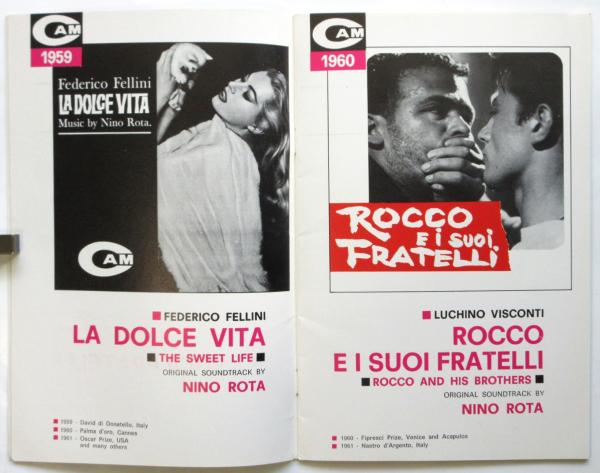 CAM
1959
Federico Fellini
LA DOLCE VITA
Music by Nino Rota.
CAM
FEDERICO FELLINI
LA DOLCE VITA
THE SWEET LIFE
ORIGINAL SOUNDTRACK BY
NINO ROTA
1959 - David di Donatello, Italy
1960 - Palma d'oro, Cannes
1961 - Oscar Prize, USA
and many others
CAM
1960
ROCCO
E I SUOI
FRATELLI
LUCHINO VISCONTI
ROCCO
E I SUOI FRATELLI
ROCCO AND HIS BROTHERS
ORIGINAL SOUNDTRACK BY
NINO ROTA
1960 - Fipresci Prize, Venice and Acapulco
1961 - Nastro d'Argento, Italy